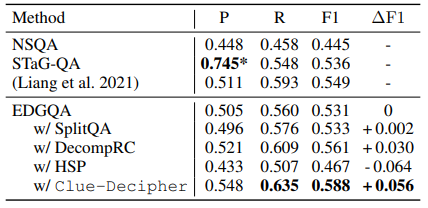 Method P R F1 ΔF1
NSQA 0.448 0.458 0.445 -
STaG-QA 0.745* 0.548 0.536 -
(Liang et al. 2021) 0.511 0.593 0.549 -
EDGQA 0.505 0.560 0.531 0
w/ SplitQA 0.496 0.576 0.533 +0.002
w/ DecompRC 0.521 0.609 0.561 +0.030
w/ HSP 0.433 0.507 0.467 -0.064
w/ Clue-Decipher 0.548 0.635 0.588 +0.056